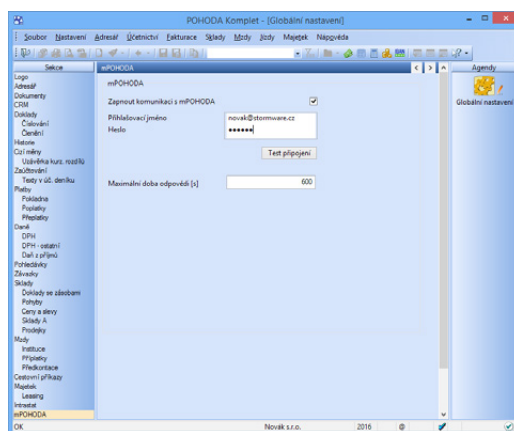 POHODA Komplet - [Globální nastavení]
Soubor Nastavení Adresář Účetnictví Fakturace Sklady Mzdy Jízdy Majetek Nápověda
Sekce
mPOHODA
Agendy
Logo
Adresář
Dokumenty
CRM
Doklady
Číslování
Členění
Historie
Cizí měny
Uzávěrka kurs. rozdílů
Zaúčtování
Texty v úč. deníku
Platby
Pokladna
Poplatky
Přeplatky
Daně
DPH
DPH - ostatní
Daň z příjmů
Pohledávky
Závazky
Sklady
Doklady se zásobami
Pohyby
Ceny a slevy
Sklady A
Prodejky
Mzdy
Instituce
Příplatky
Předkontace
Cestovní příkazy
Majetek
Leasing
Intrastat
mPOHODA
mPOHODA
Zapnout komunikaci s mPOHODA
Přihlašovací jméno
novak@stormware.cz
Heslo
Test připojení
Maximální doba odpovědi [s]
600
Globální nastavení
OK
Novák s.r.o.
2016
@